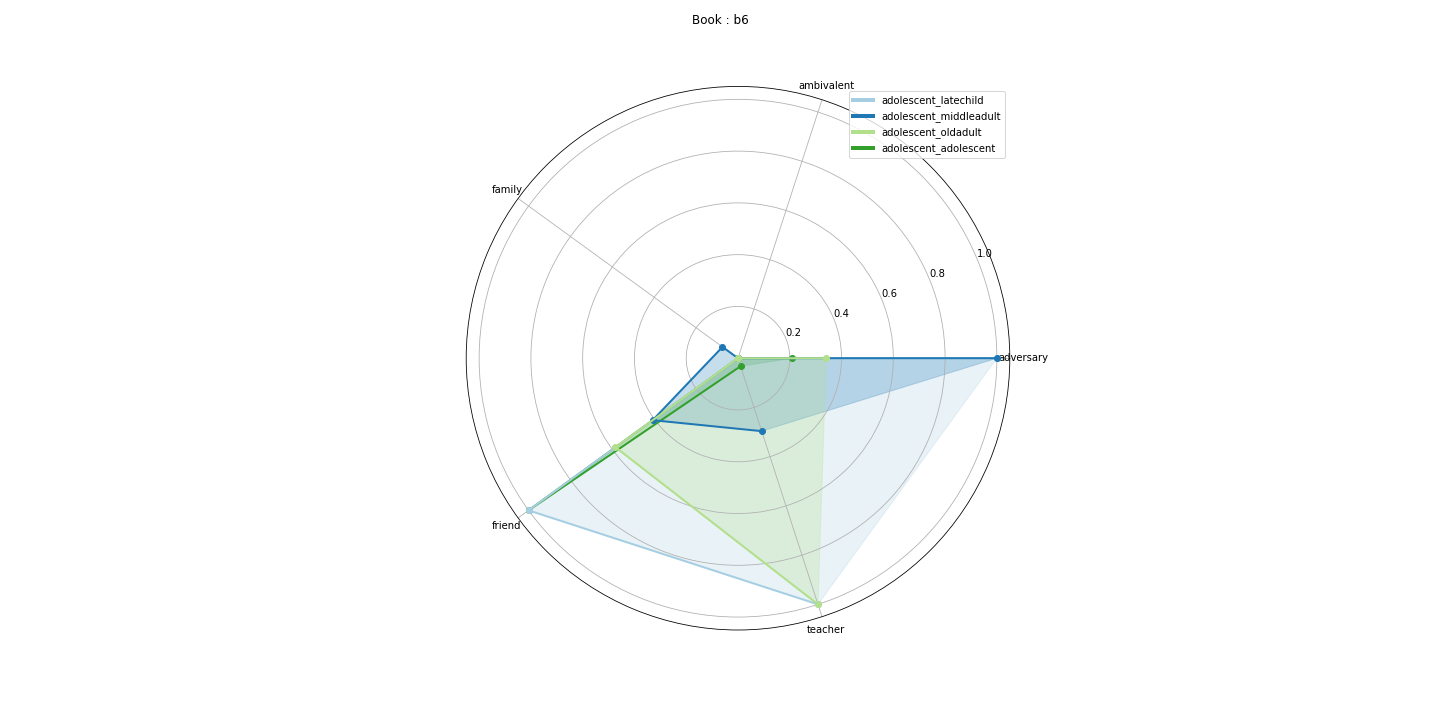 Book : b6
ambivalent
adolescent_latechild
adolescent_middleadult
adolescent_oldadult
adolescent_adolescent
family
1.0
0.8
0.6
0.4
0.2
adversary
friend
teacher